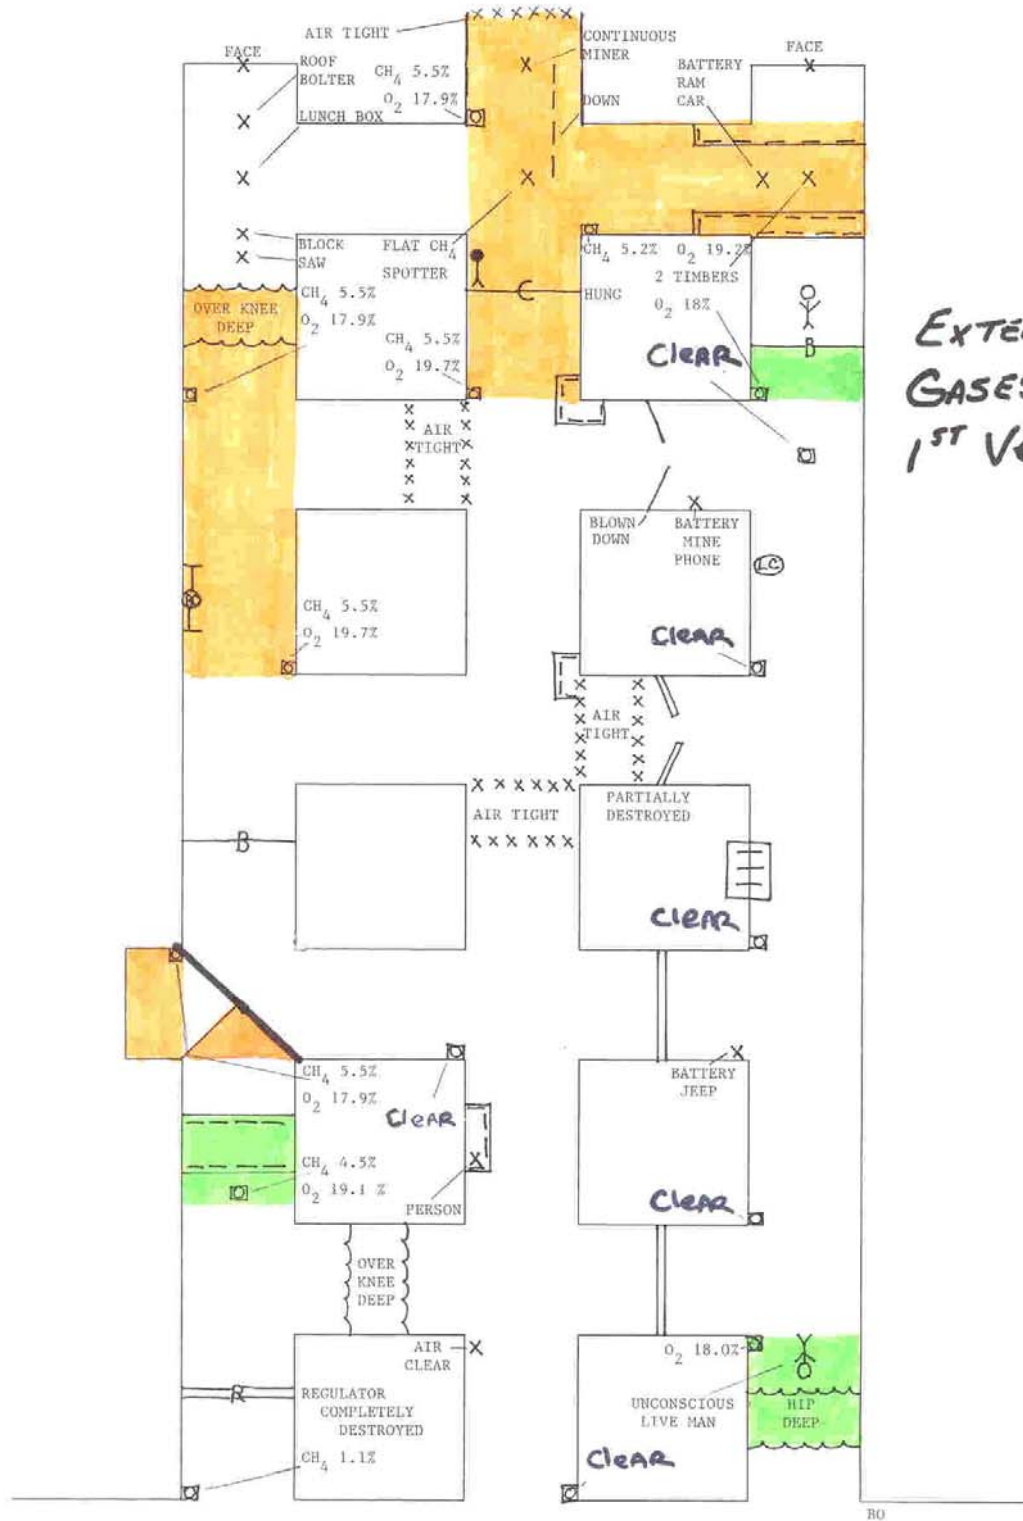 AIR TIGHT
CONTINUOUS
MINER
FACE
FACE
ROOF
BOLTER
CH4 5.5%
O2 17.9%
BATTERY
RAM
CAR
DOWN
LUNCH BOX
BLOCK
SAW
FLAT CH4
SPOTTER
CH4 5.2% O2 19.2%
2 TIMBERS
HUNG
O2 18%
CH4 5.5%
O2 17.9%
OVER KNEE
DEEP
CH4 5.5%
O2 19.7%
ClEAR
B
GASES
1ST
AIR
TIGHT
BLOWN
DOWN
BATTERY
MINE
PHONE
LC
CH4 5.5%
O2 19.7%
ClEAR
AIR
TIGHT
AIR TIGHT
PARTIALLY
DESTROYED
B
ClEAR
CH4 5.5%
O2 17.9%
ClEAR
BATTERY
JEEP
CH4 4.5%
O2 19.1 %
PERSON
ClEAR
OVER
KNEE
DEEP
AIR
CLEAR
O2 18.0%
R
REGULATOR
COMPLETELY
DESTROYED
UNCONSCIOUS
LIVE MAN
HIP
DEEP
CH4 1.1%
ClEAR
BO